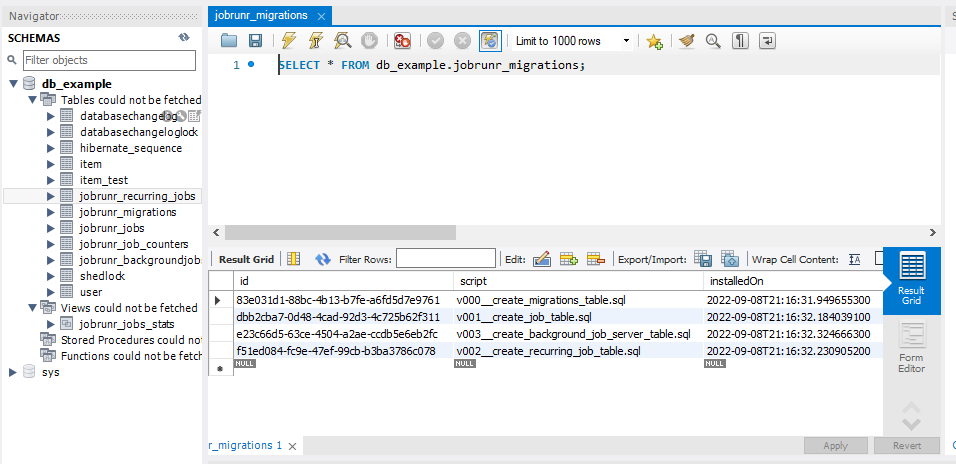 Navigator
SCHEMAS
Filter objects
db_example
Tables could not be fetched
databasechangelog
databasechangeloglock
hibernate_sequence
item
item_test
jobrunr_recurring_jobs
jobrunr_migrations
jobrunr_jobs
jobrunr_job_counters
jobrunr_backgroundjob
shedlock
user
Views could not be fetched
jobrunr_jobs_stats
Stored Procedures could no
Functions could not be fetc
sys
jobrunr_migrations
Limit to 1000 rows
1 SELECT * FROM db_example.jobrunr_migrations;
Result Grid Filter Rows: Edit: Export/Import: Wrap Cell Content:
id script installedOn
83e031d1-88bc-4b13-b7fe-a6fd5d7e9761 v000__create_migrations_table.sql 2022-09-08T21:16:31.949655300
dbb2cba7-0d48-4cad-92d3-4c725b62f311 v001__create_job_table.sql 2022-09-08T21:16:32.184039100
e23c66d5-63ce-4504-a2ae-ccdb5e6eb2fc v003__create_background_job_server_table.sql 2022-09-08T21:16:32.324666300
f51ed084-fc9e-47ef-99cb-b3ba3786c078 v002__create_recurring_job_table.sql 2022-09-08T21:16:32.230905200
NULL NULL NULL
Result Grid
Form Editor
r_migrations 1
Apply Revert